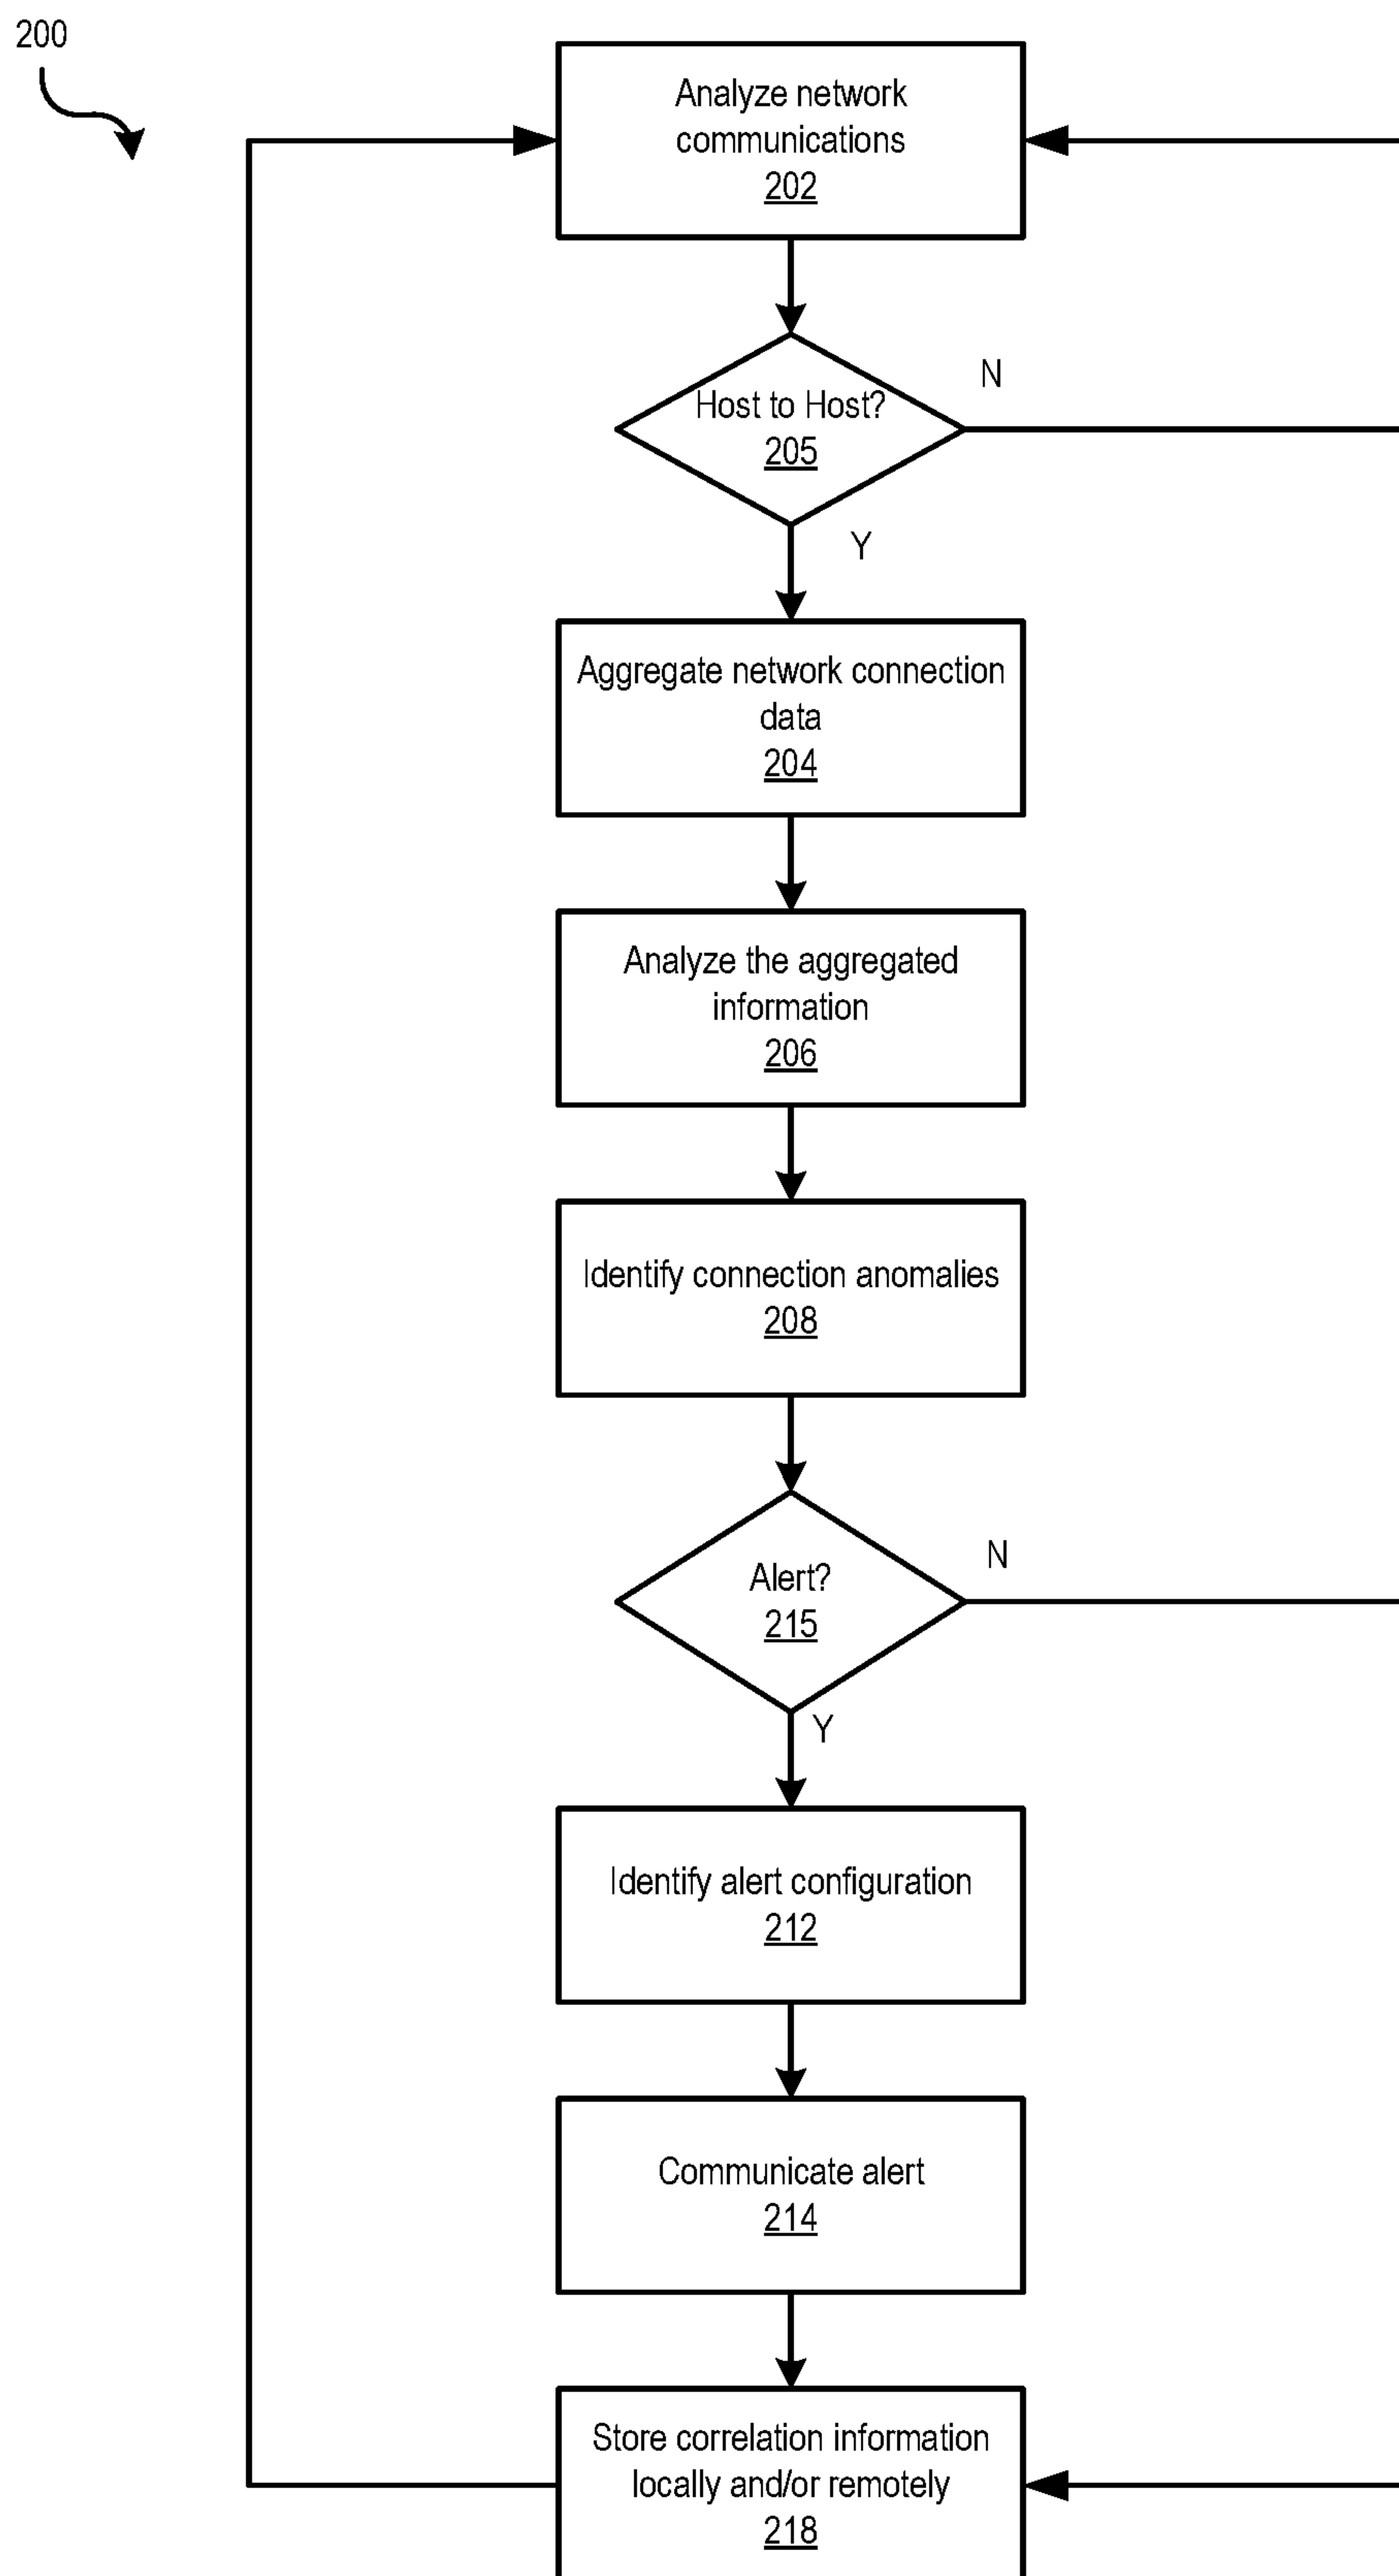 200
Analyze network
communications
202
Host to Host?
205
N
Y
Aggregate network connection
data
204
Analyze the aggregated
information
206
Identify connection anomalies
208
Alert?
215
N
Y
Identify alert configuration
212
Communicate alert
214
Store correlation information
locally and/or remotely
218